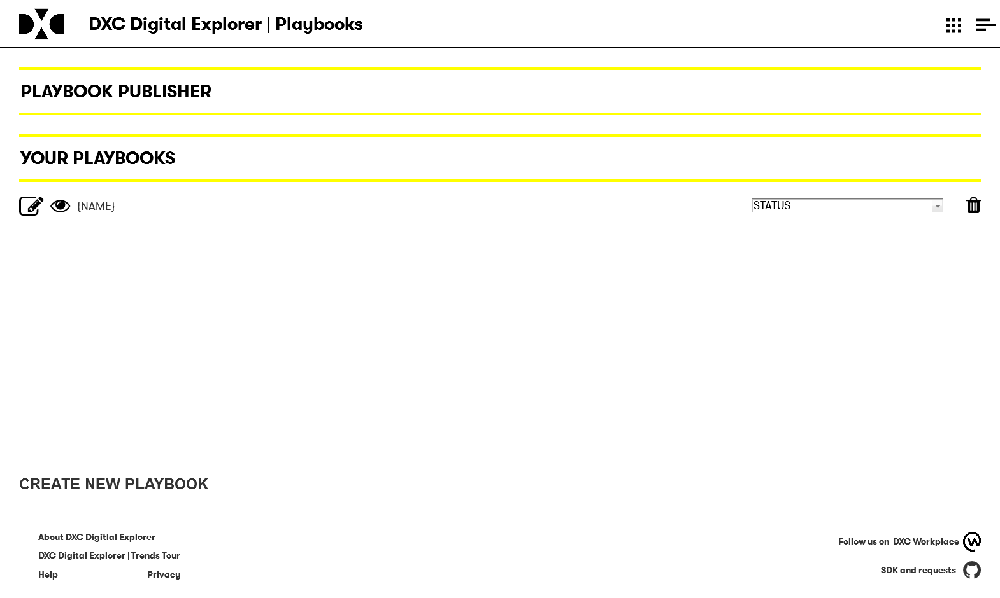 DXC Digital Explorer | Playbooks
PLAYBOOK PUBLISHER
YOUR PLAYBOOKS
{NAME} STATUS
CREATE NEW PLAYBOOK
About DXC Digitial Explorer
DXC Digital Explorer | Trends Tour
Help Privacy
Follow us on DXC Workplace
SDK and requests